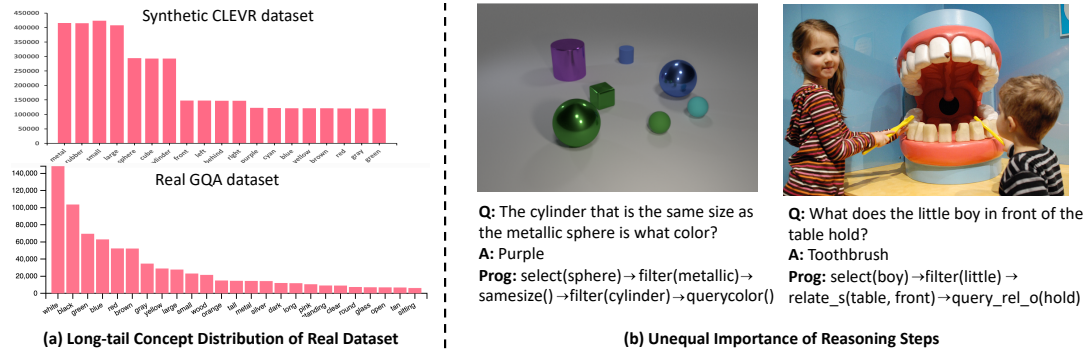 Synthetic CLEVR dataset
450000
400000
350000
300000
250000
200000
150000
100000
50000
0
metal rubber small large sphere cube cylinder front left behind right purple cyan blue yellow brown red gray green
Real GQA dataset
140,000
120,000
100,000
80,000
60,000
40,000
20,000
0
white black green blue red brown gray yellow large small wood orange tall metal silver dark long pink standing clear round glass open tan sitting
(a) Long-tail Concept Distribution of Real Dataset
Q: The cylinder that is the same size as
the metallic sphere is what color?
A: Purple
Prog: select(sphere)→filter(metallic)→
samesize()→filter(cylinder)→querycolor()
Q: What does the little boy in front of the
table hold?
A: Toothbrush
Prog: select(boy)→filter(little)→
relate_s(table, front)→query_rel_o(hold)
(b) Unequal Importance of Reasoning Steps